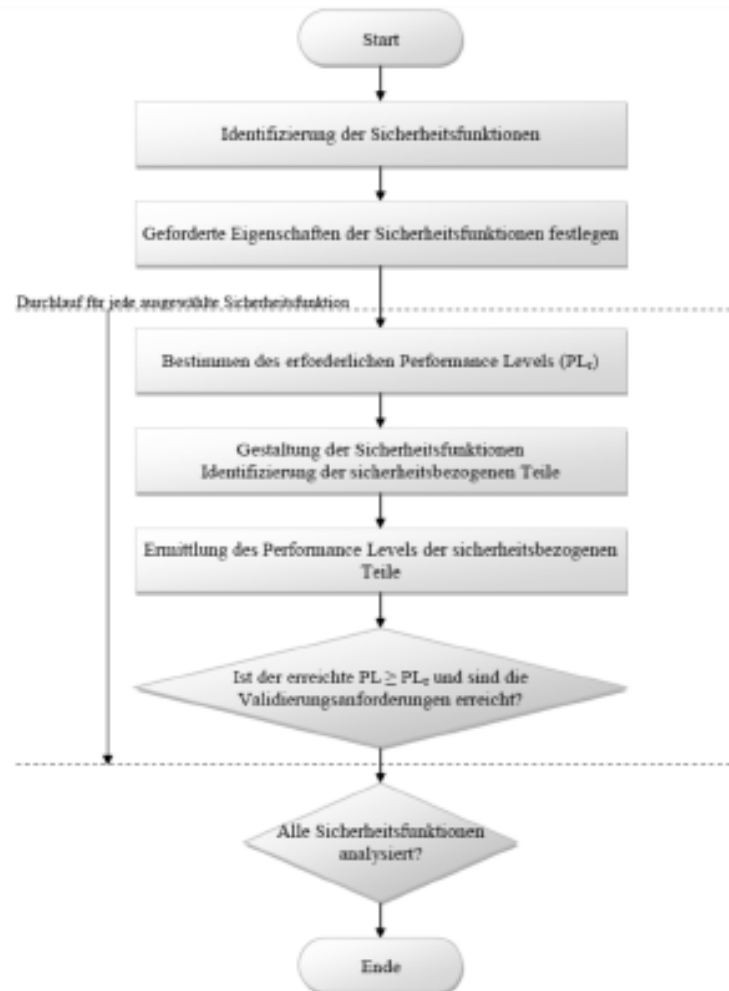 Start
Identifizierung der Sicherheitsfunktionen
Geforderte Eigenschaften der Sicherheitsfunktionen festlegen
Durchlauf für jede ausgewählte Sicherheitsfunktion
Bestimmen des erforderlichen Performance Levels (PLr)
Gestaltung der Sicherheitsfunktionen
Identifizierung der sicherheitsbezogenen Teile
Ermittlung des Performance Levels der sicherheitsbezogenen
Teile
Ist der erreichte PL ≥ PLr und sind die
Validierungsanforderungen erreicht?
Alle Sicherheitsfunktionen
analysiert?
Ende